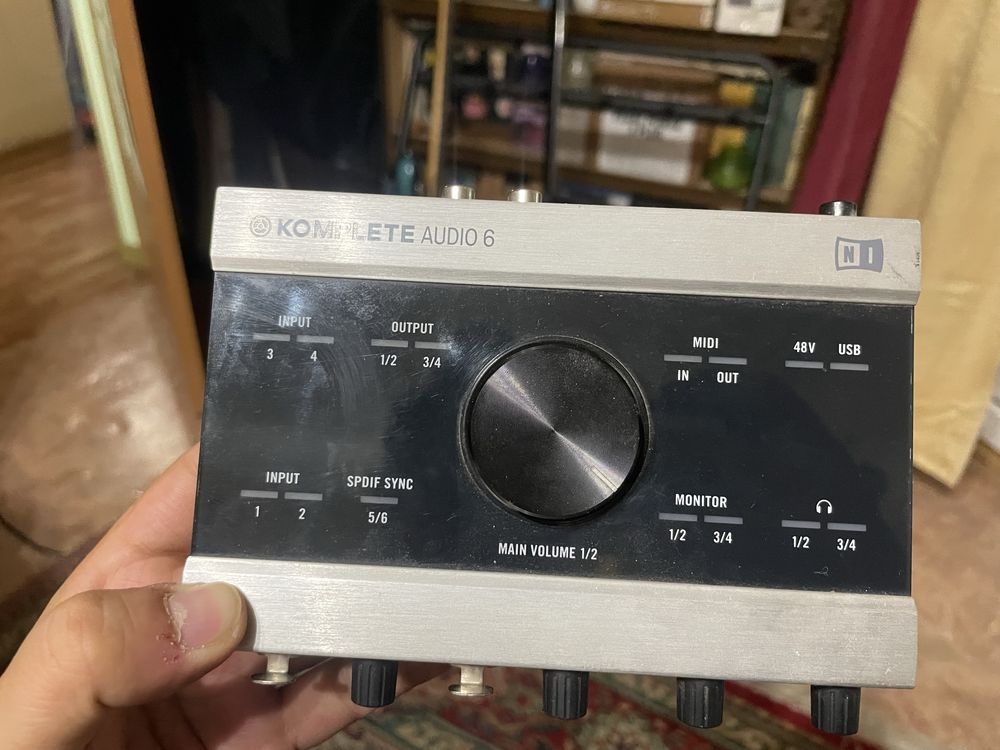 KOMPLETE AUDIO 6
NI
INPUT
3 4
OUTPUT
1/2 3/4
MIDI
IN OUT
48V USB
INPUT
1 2
SPDIF SYNC
5/6
MAIN VOLUME 1/2
MONITOR
1/2 3/4
1/2 3/4